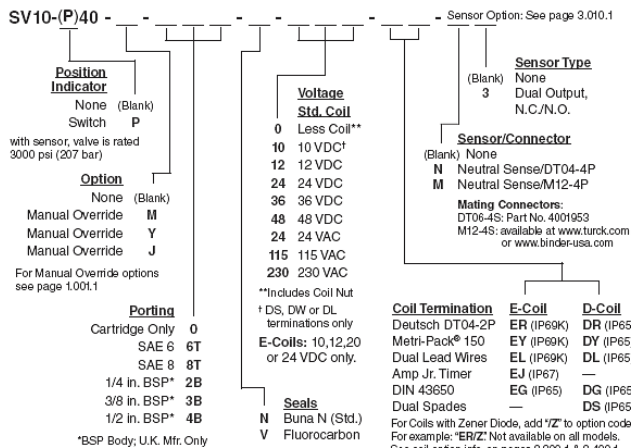 SV10-(P)40 - _ - _ _ _ - _ - _ _ _ - _ _ - _ _
Sensor Option: See page 3.010.1
Position
Indicator
None (Blank)
Switch P
with sensor, valve is rated
3000 psi (207 bar)
Option
None (Blank)
Manual Override M
Manual Override Y
Manual Override J
For Manual Override options
see page 1.001.1
Porting
Cartridge Only 0
SAE 6 6T
SAE 8 8T
1/4 in. BSP* 2B
3/8 in. BSP* 3B
1/2 in. BSP* 4B
*BSP Body; U.K. Mfr. Only
Seals
N Buna N (Std.)
V Fluorocarbon
Voltage
Std. Coil
0 Less Coil**
10 10 VDC†
12 12 VDC
24 24 VDC
36 36 VDC
48 48 VDC
24 24 VAC
115 115 VAC
230 230 VAC
**Includes Coil Nut
† DS, DW or DL
terminations only
E-Coils: 10,12,20
or 24 VDC only.
Sensor Type
(Blank) None
3 Dual Output,
N.C./N.O.
Sensor/Connector
(Blank) None
N Neutral Sense/DT04-4P
M Neutral Sense/M12-4P
Mating Connectors:
DT06-4S: Part No. 4001953
M12-4S: available at www.turck.com
or www.binder-usa.com
Coil Termination E-Coil D-Coil
Deutsch DT04-2P ER (IP69K) DR (IP65
Metri-Pack® 150 EY (IP69K) DY (IP65
Dual Lead Wires EL (IP69K) DL (IP65
Amp Jr. Timer EJ (IP67) —
DIN 43650 EG (IP65) DG (IP65
Dual Spades — DS (IP65
For Coils with Zener Diode, add "/Z" to option code
For example: "ER/Z". Not available on all models.